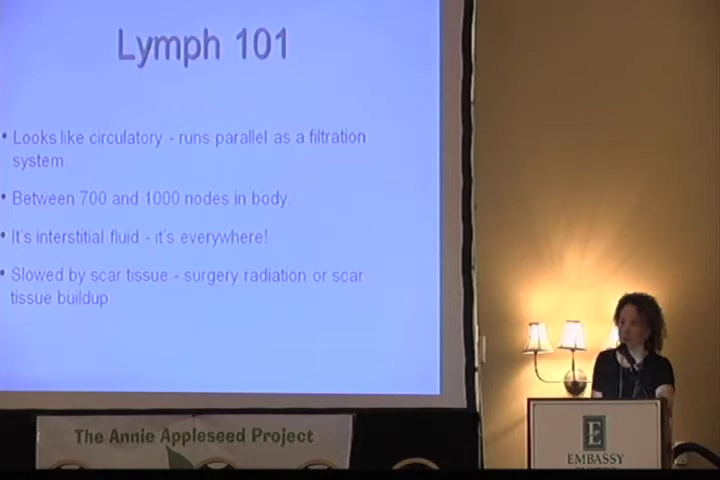 Lymph 101
• Looks like circulatory - runs parallel as a filtration
system.
• Between 700 and 1000 nodes in body.
• It's interstitial fluid - it's everywhere!
• Slowed by scar tissue - surgery radiation or scar
tissue buildup
The Annie Appleseed Project
E
EMBASSY